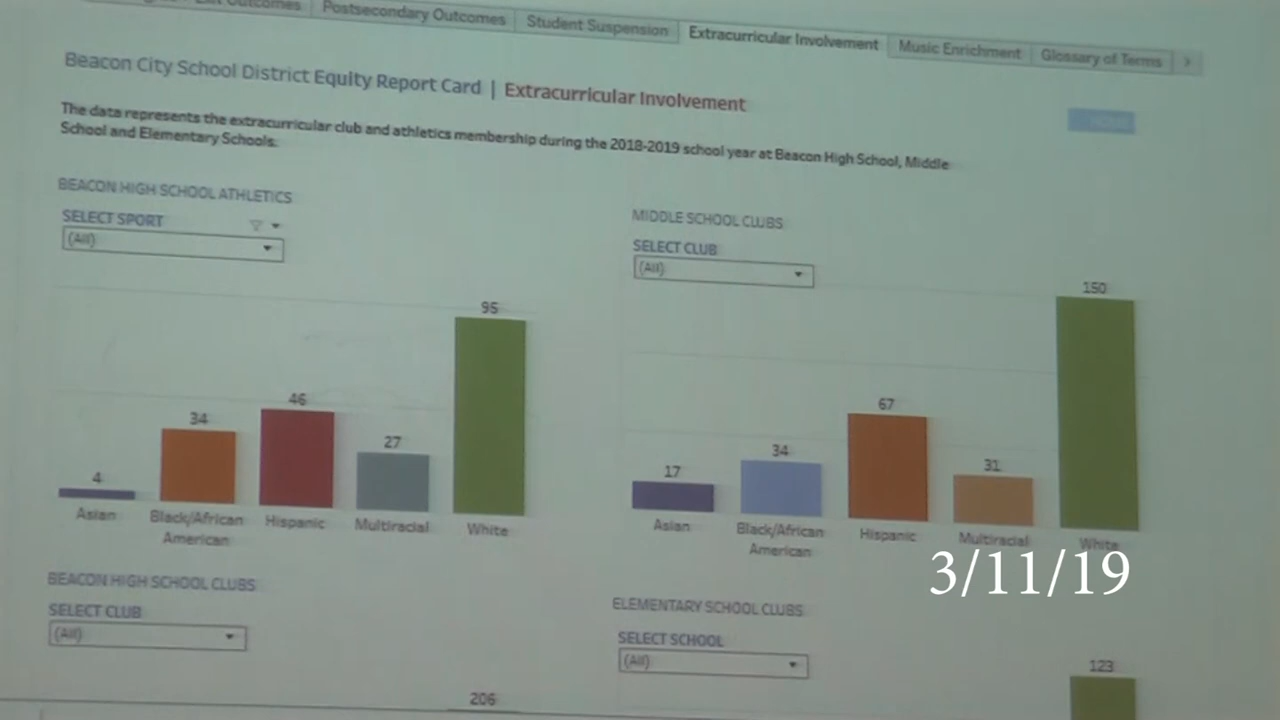 Outcomes
Postsecondary Outcomes
Student Suspension
Extracurricular Involvement
Music Enrichment
Glossary of Terms
>
Beacon City School District Equity Report Card | Extracurricular Involvement
The data represents the extracurricular club and athletics membership during the 2018-2019 school year at Beacon High School, Middle
School and Elementary Schools.
BEACON HIGH SCHOOL ATHLETICS
SELECT SPORT
(All)
95
46
34
27
4
Asian
Black/African
American
Hispanic
Multiracial
White
MIDDLE SCHOOL CLUBS
SELECT CLUB
(All)
150
67
34
31
17
Asian
Black/African
American
Hispanic
Multiracial
White
3/11/19
BEACON HIGH SCHOOL CLUBS
SELECT CLUB
(All)
206
ELEMENTARY SCHOOL CLUBS
SELECT SCHOOL
(All)
123